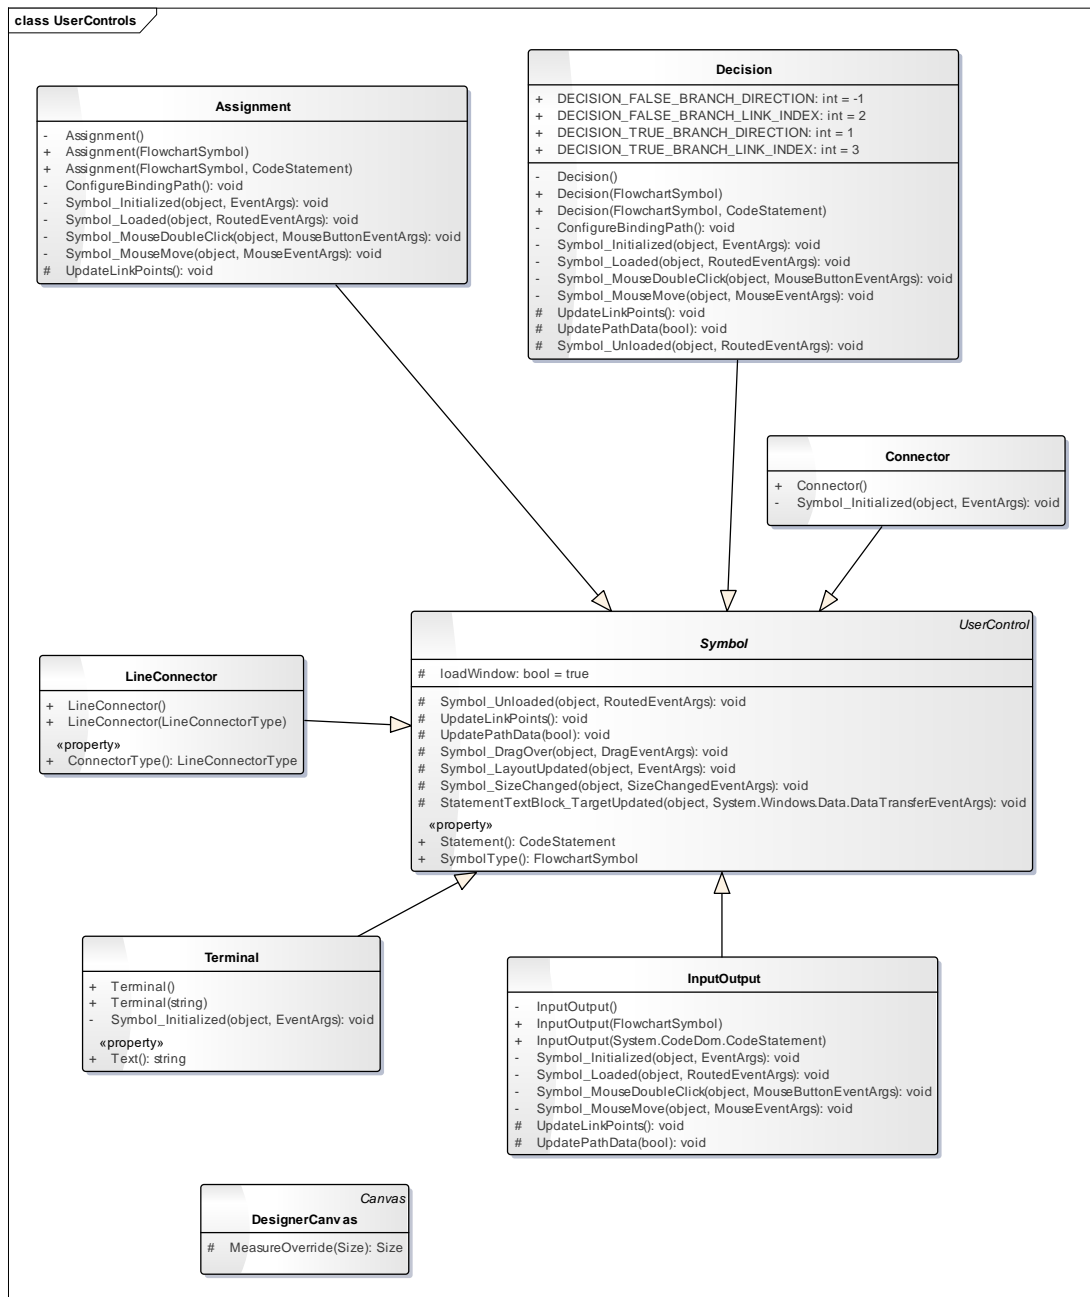 class UserControls
Assignment
- Assignment()
+ Assignment(FlowchartSymbol)
+ Assignment(FlowchartSymbol, CodeStatement)
- ConfigureBindingPath(): void
- Symbol_Initialized(object, EventArgs): void
- Symbol_Loaded(object, RoutedEventArgs): void
- Symbol_MouseDoubleClick(object, MouseButtonEventArgs): void
- Symbol_MouseMove(object, MouseEventArgs): void
# UpdateLinkPoints(): void
Decision
+ DECISION_FALSE_BRANCH_DIRECTION: int = -1
+ DECISION_FALSE_BRANCH_LINK_INDEX: int = 2
+ DECISION_TRUE_BRANCH_DIRECTION: int = 1
+ DECISION_TRUE_BRANCH_LINK_INDEX: int = 3
- Decision()
+ Decision(FlowchartSymbol)
+ Decision(FlowchartSymbol, CodeStatement)
- ConfigureBindingPath(): void
- Symbol_Initialized(object, EventArgs): void
- Symbol_Loaded(object, RoutedEventArgs): void
- Symbol_MouseDoubleClick(object, MouseButtonEventArgs): void
- Symbol_MouseMove(object, MouseEventArgs): void
# UpdateLinkPoints(): void
# UpdatePathData(bool): void
# Symbol_Unloaded(object, RoutedEventArgs): void
Connector
+ Connector()
- Symbol_Initialized(object, EventArgs): void
UserControl
Symbol
# loadWindow: bool = true
# Symbol_Unloaded(object, RoutedEventArgs): void
# UpdateLinkPoints(): void
# UpdatePathData(bool): void
# Symbol_DragOver(object, DragEventArgs): void
# Symbol_LayoutUpdated(object, EventArgs): void
# Symbol_SizeChanged(object, SizeChangedEventArgs): void
# StatementTextBlock_TargetUpdated(object, System.Windows.Data.DataTransferEventArgs): void
«property»
+ Statement(): CodeStatement
+ SymbolType(): FlowchartSymbol
LineConnector
+ LineConnector()
+ LineConnector(LineConnectorType)
«property»
+ ConnectorType(): LineConnectorType
Terminal
+ Terminal()
+ Terminal(string)
- Symbol_Initialized(object, EventArgs): void
«property»
+ Text(): string
InputOutput
- InputOutput()
+ InputOutput(FlowchartSymbol)
+ InputOutput(System.CodeDom.CodeStatement)
- Symbol_Initialized(object, EventArgs): void
- Symbol_Loaded(object, RoutedEventArgs): void
- Symbol_MouseDoubleClick(object, MouseButtonEventArgs): void
- Symbol_MouseMove(object, MouseEventArgs): void
# UpdateLinkPoints(): void
# UpdatePathData(bool): void
Canvas
DesignerCanvas
# MeasureOverride(Size): Size